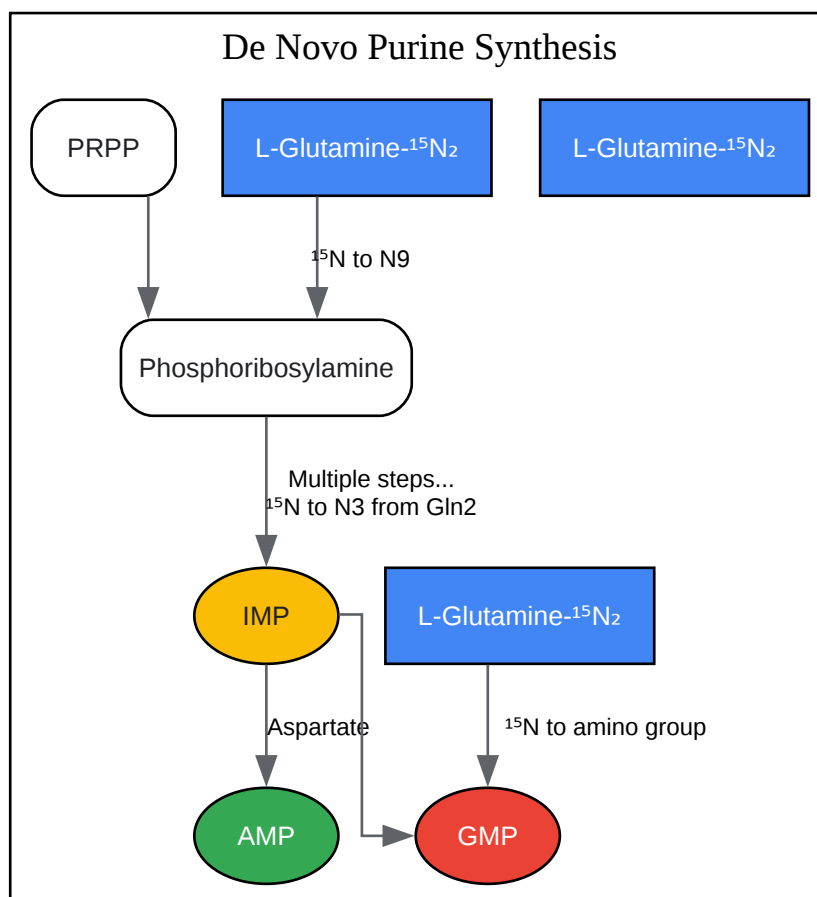 De Novo Purine Synthesis
PRPP
L-Glutamine-¹⁵N₂
L-Glutamine-¹⁵N₂
¹⁵N to N9
Phosphoribosylamine
Multiple steps...
¹⁵N to N3 from Gln2
IMP
L-Glutamine-¹⁵N₂
Aspartate
¹⁵N to amino group
AMP
GMP